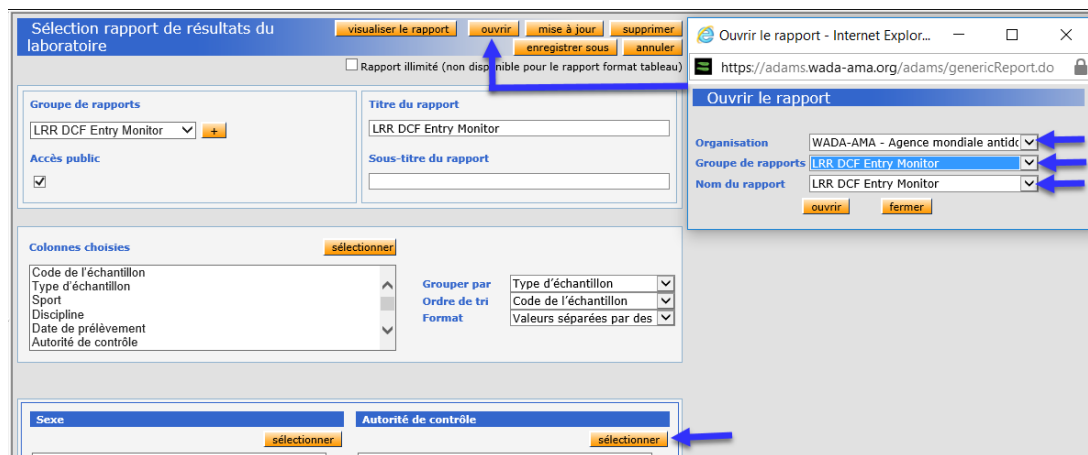 Sélection rapport de résultats du
laboratoire
visualiser le rapport
ouvrir
mise à jour
supprimer
enregistrer sous
annuler
Rapport illimité (non disponible pour le rapport format tableau)
Groupe de rapports
LRR DCF Entry Monitor
+
Accès public
Titre du rapport
LRR DCF Entry Monitor
Sous-titre du rapport
Colonnes choisies
sélectionner
Code de l'échantillon
Type d'échantillon
Sport
Discipline
Date de prélèvement
Autorité de contrôle
Grouper par Type d'échantillon
Ordre de tri Code de l'échantillon
Format Valeurs séparées par des
Sexe
sélectionner
Autorité de contrôle
sélectionner
Ouvrir le rapport - Internet Explor...
https://adams.wada-ama.org/adams/genericReport.do
Ouvrir le rapport
Organisation WADA-AMA - Agence mondiale antidc
Groupe de rapports LRR DCF Entry Monitor
Nom du rapport LRR DCF Entry Monitor
ouvrir
fermer